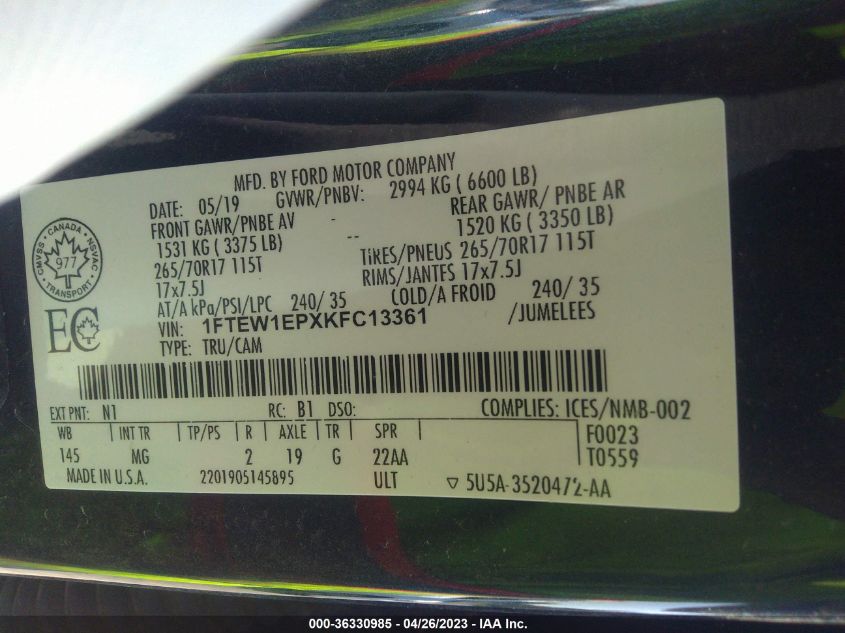 MFD. BY FORD MOTOR COMPANY
DATE: 05/19 GVWR/PNBV: 2994 KG ( 6600 LB)
FRONT GAWR/PNBE AV - REAR GAWR/ PNBE AR
1531 KG ( 3375 LB) -- 1520 KG ( 3350 LB)
265/70R17 115T TIRES/PNEUS 265/70R17 115T
17x7.5J RIMS/JANTES 17x7.5J
AT/A kPa/PSI/LPC 240/ 35 COLD/A FROID 240/ 35
VIN: 1FTEW1EPXKFC13361 /JUMELEES
TYPE: TRU/CAM
CANADA
CMVSS NSVAC
977
TRANSPORT
EC
EXT PNT: N1 RC: B1 DSO: COMPLIES: ICES/NMB-002
WB INT TR TP/PS R AXLE TR SPR F0023
145 MG 2 19 G 22AA T0559
MADE IN U.S.A. 2201905145895 ULT ▽ 5U5A-3520472-AA
000-36330985 - 04/26/2023 - IAA Inc.